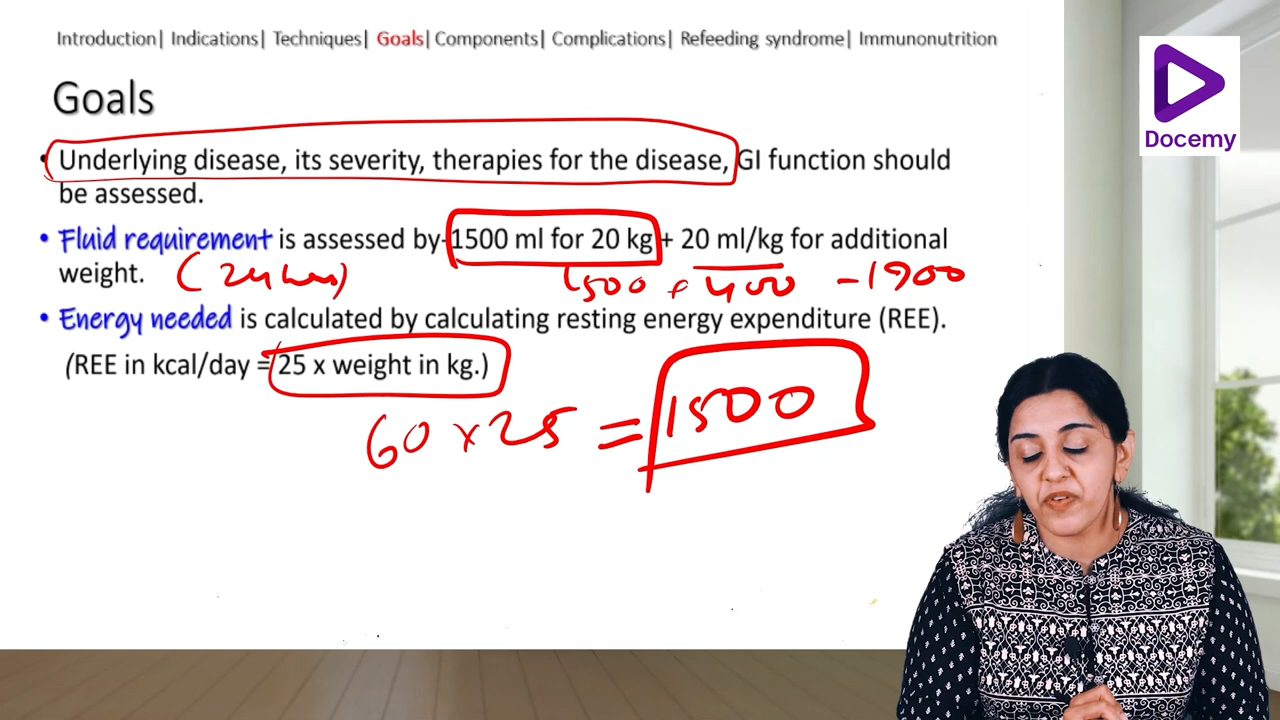 Introduction| Indications| Techniques| Goals| Components| Complications| Refeeding syndrome| Immunonutrition
Docemy
Goals
• Underlying disease, its severity, therapies for the disease, GI function should
be assessed.
• Fluid requirement is assessed by- 1500 ml for 20 kg + 20 ml/kg for additional
weight. (24 hrs) 1500 + 400 - 1900
• Energy needed is calculated by calculating resting energy expenditure (REE).
(REE in kcal/day = 25 x weight in kg.)
60 x 25 = 1500